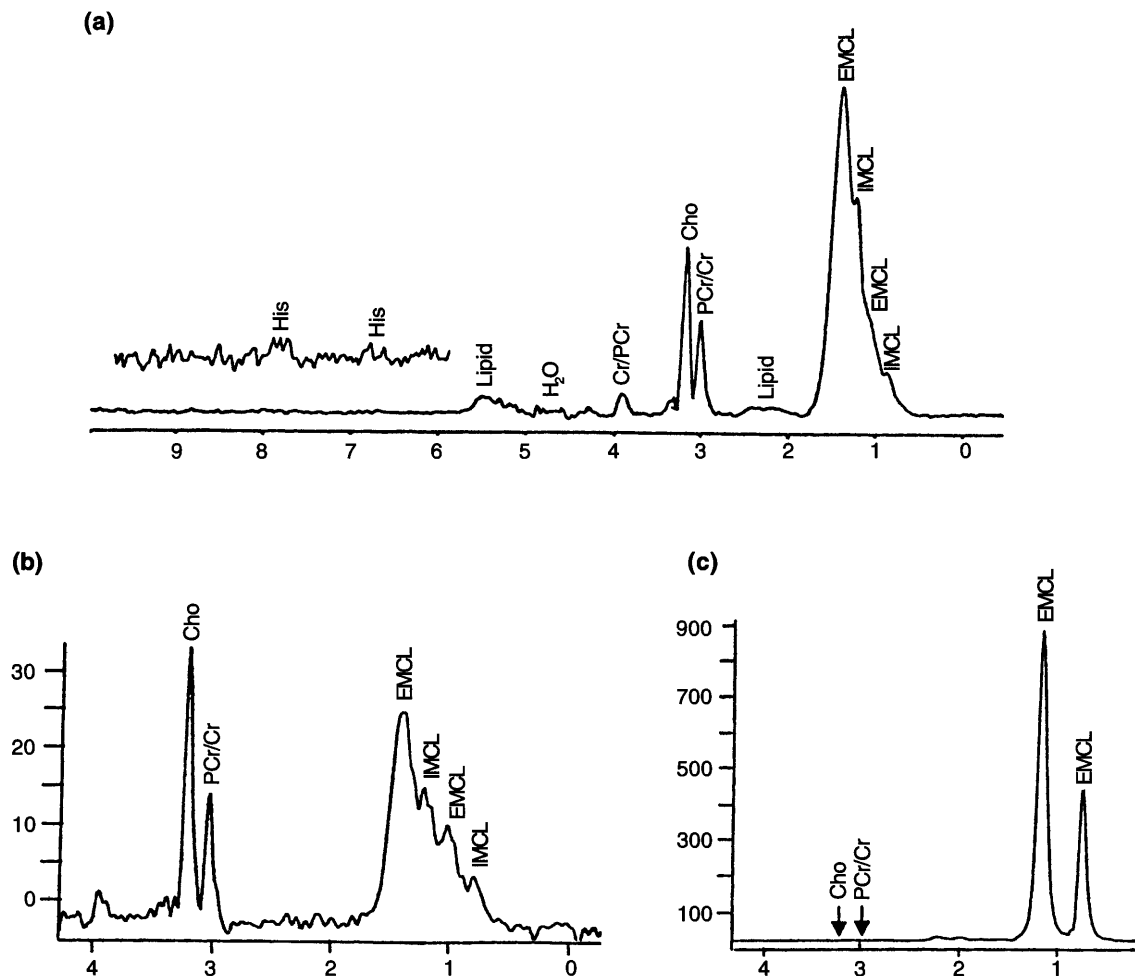 (a)
EMCL
IMCL
Cho
PCr/Cr
EMCL
His
His
Lipid
H₂O
Cr/PCr
Lipid
IMCL
9 8 7 6 5 4 3 2 1 0
(b)
Cho
EMCL
PCr/Cr
IMCL
EMCL
IMCL
30
20
10
0
4 3 2 1 0
(c)
EMCL
EMCL
Cho
PCr/Cr
900
700
500
300
100
4 3 2 1